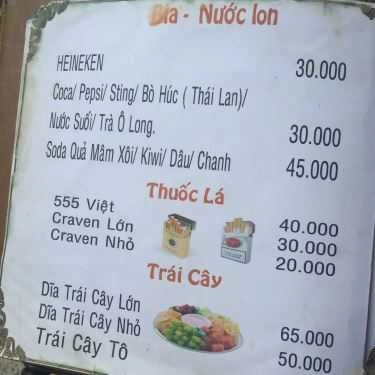 Bia - Nước lon
HEINEKEN 30.000
Coca/ Pepsi/ Sting/ Bò Húc ( Thái Lan)/
Nước Suối/ Trà Ô Long. 30.000
Soda Quả Mâm Xôi/ Kiwi/ Dâu/ Chanh 45.000
Thuốc Lá
555 Việt 40.000
Craven Lớn 30.000
Craven Nhỏ 20.000
Trái Cây
Dĩa Trái Cây Lớn 65.000
Dĩa Trái Cây Nhỏ 50.000
Trái Cây Tô